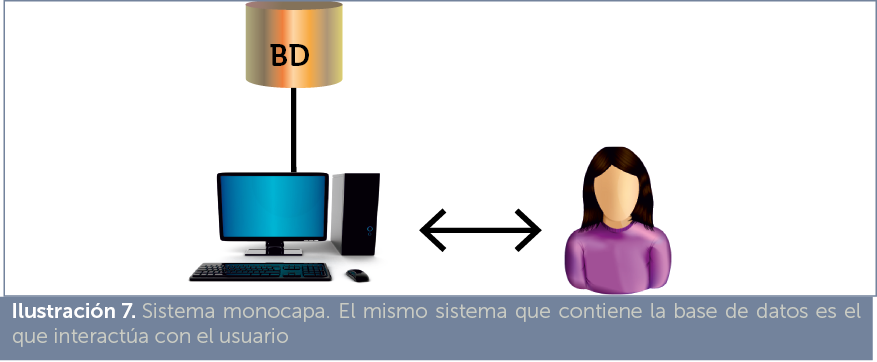 BD
Ilustración 7. Sistema monocapa. El mismo sistema que contiene la base de datos es el
que interactúa con el usuario